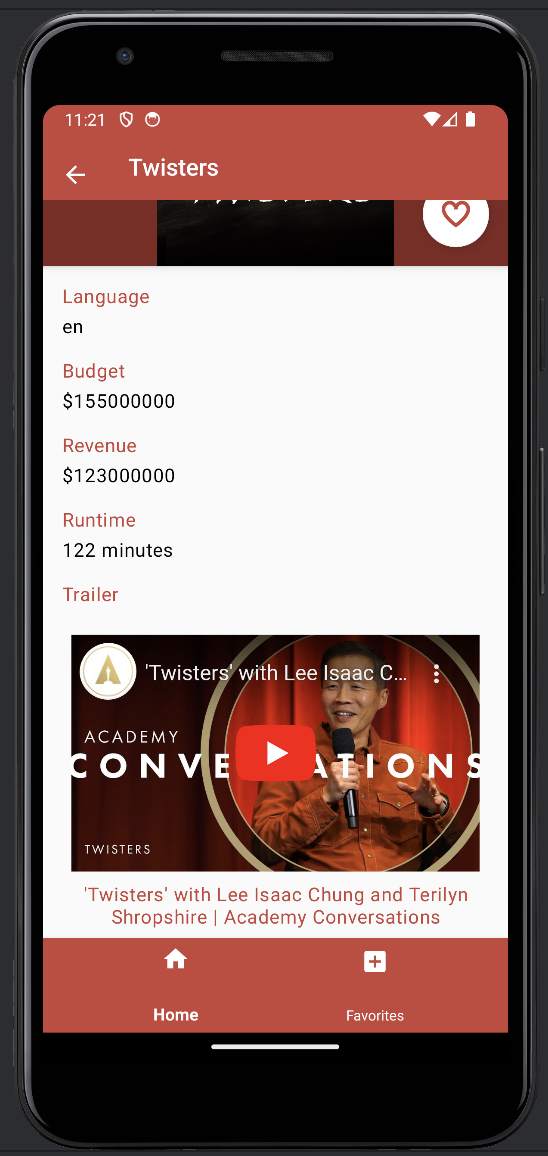 11:21
Twisters
Language
en
Budget
$155000000
Revenue
$123000000
Runtime
122 minutes
Trailer
'Twisters' with Lee Isaac C...
ACADEMY
CONVE ATIONS
TWISTERS
'Twisters' with Lee Isaac Chung and Terilyn
Shropshire | Academy Conversations
Home
Favorites